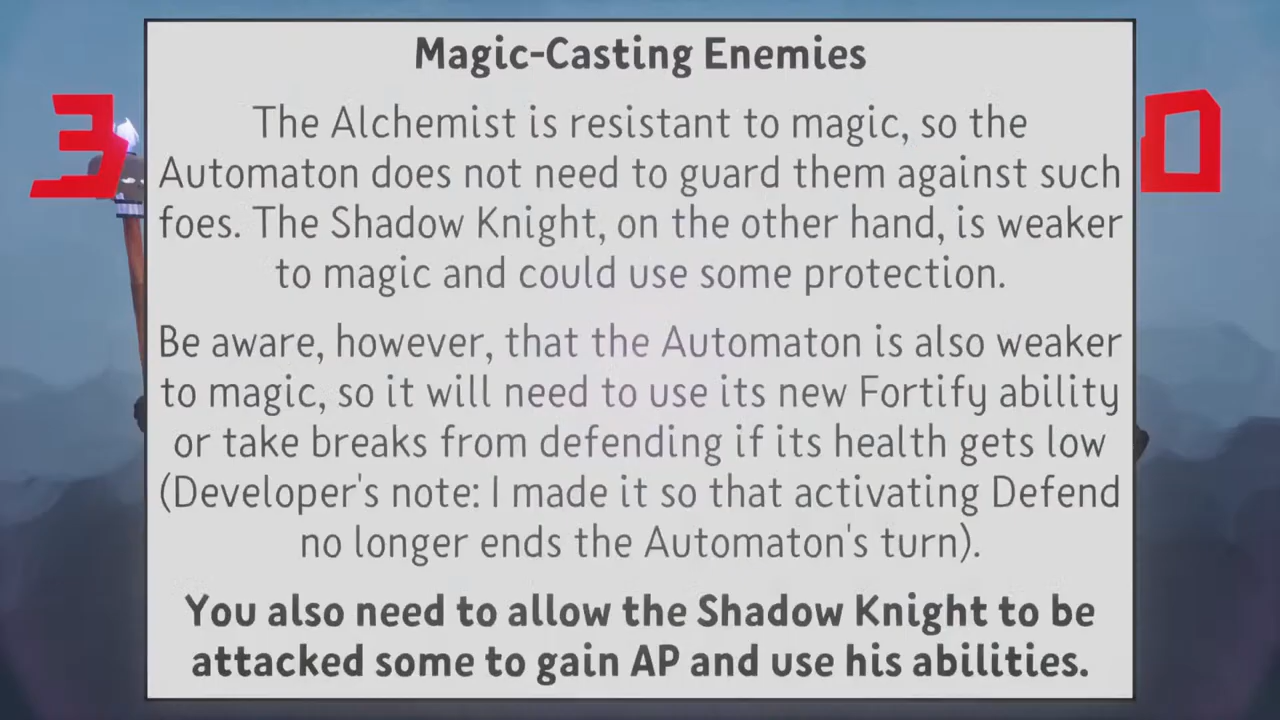 Magic-Casting Enemies
The Alchemist is resistant to magic, so the
Automaton does not need to guard them against such
foes. The Shadow Knight, on the other hand, is weaker
to magic and could use some protection.
Be aware, however, that the Automaton is also weaker
to magic, so it will need to use its new Fortify ability
or take breaks from defending if its health gets low
(Developer's note: I made it so that activating Defend
no longer ends the Automaton's turn).
You also need to allow the Shadow Knight to be
attacked some to gain AP and use his abilities.